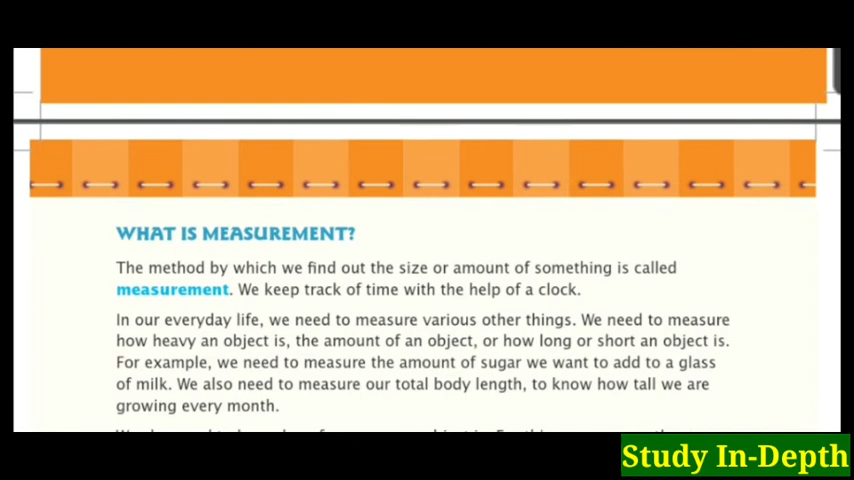 WHAT IS MEASUREMENT?
The method by which we find out the size or amount of something is called
measurement. We keep track of time with the help of a clock.
In our everyday life, we need to measure various other things. We need to measure
how heavy an object is, the amount of an object, or how long or short an object is.
For example, we need to measure the amount of sugar we want to add to a glass
of milk. We also need to measure our total body length, to know how tall we are
growing every month.
Study In-Depth